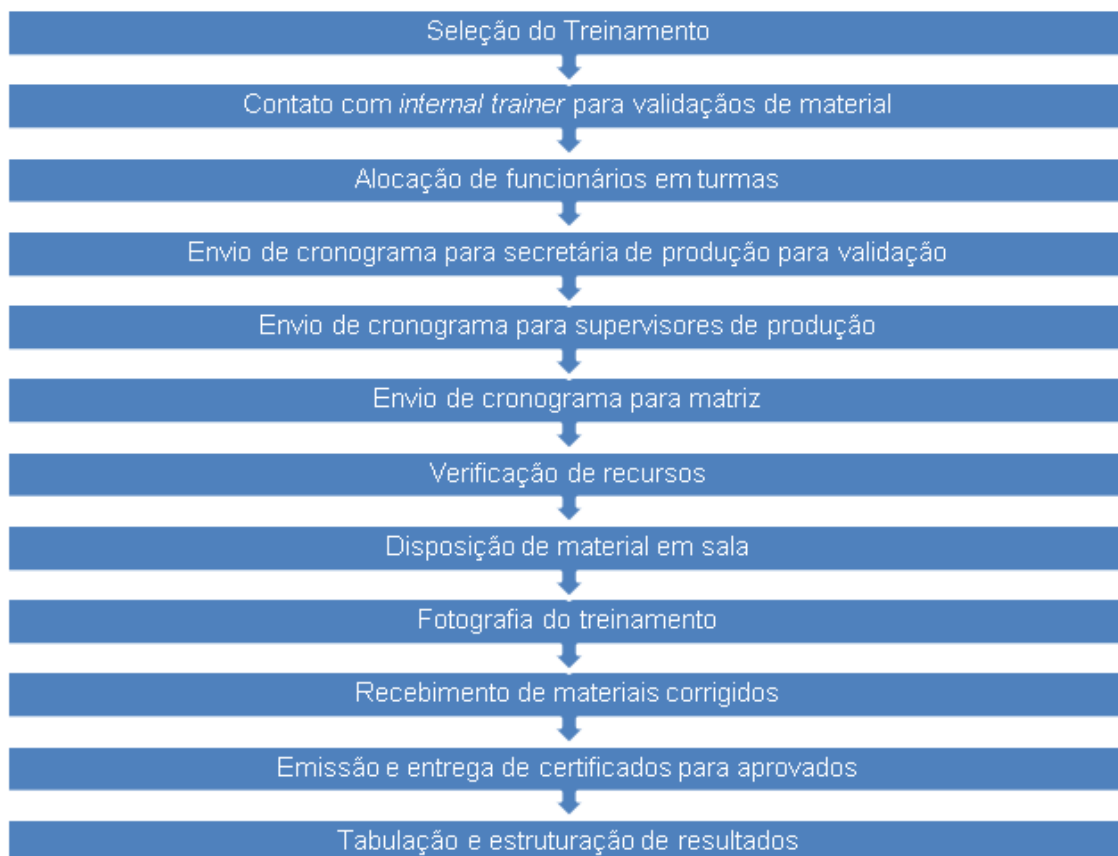 Seleção do Treinamento
Contato com internal trainer para validaçãos de material
Alocação de funcionários em turmas
Envio de cronograma para secretária de produção para validação
Envio de cronograma para supervisores de produção
Envio de cronograma para matriz
Verificação de recursos
Disposição de material em sala
Fotografia do treinamento
Recebimento de materiais corrigidos
Emissão e entrega de certificados para aprovados
Tabulação e estruturação de resultados